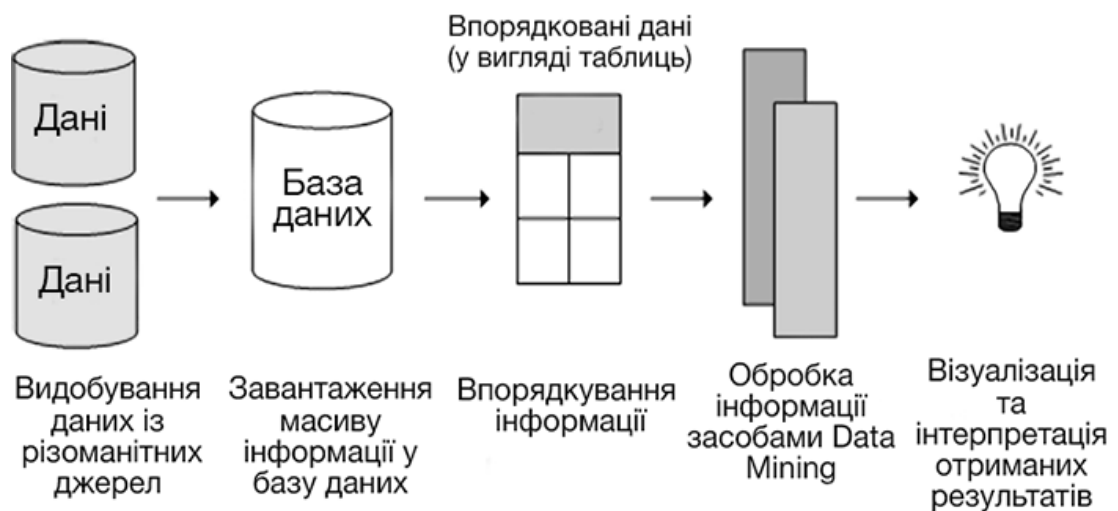 Впорядковані дані
(у вигляді таблиць)
Дані
Дані
База
даних
Видобування
даних із
різоманітних
джерел
Завантаження
масиву
інформації у
базу даних
Впорядкування
інформації
Обробка
інформації
засобами Data
Mining
Візуалізація
та
інтерпретація
отриманих
результатів